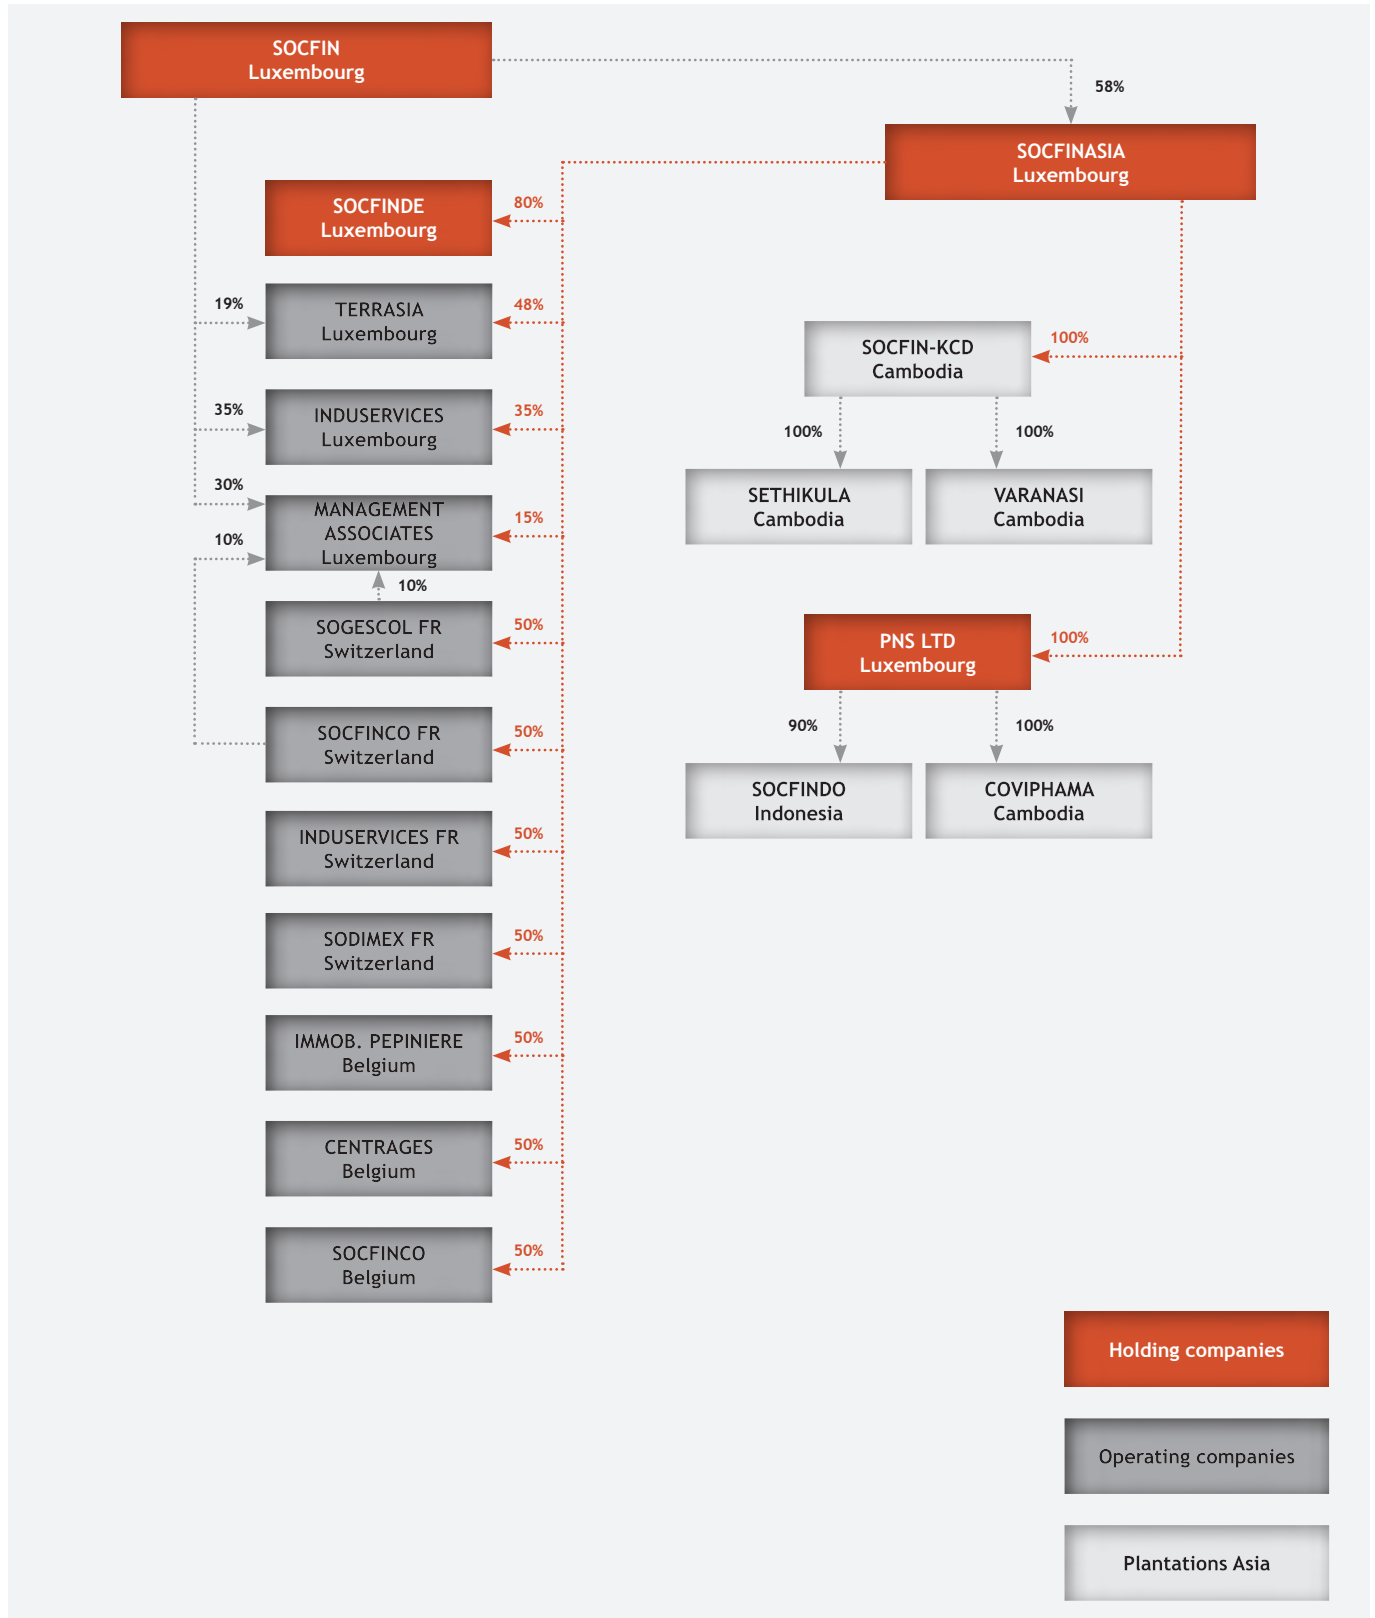 SOCFIN
Luxembourg
58%
SOCFINASIA
Luxembourg
SOCFINDE
Luxembourg
80%
19%
TERRASIA
Luxembourg
48%
35%
INDUSERVICES
Luxembourg
35%
30%
10%
MANAGEMENT
ASSOCIATES
Luxembourg
15%
10%
SOGESCOL FR
Switzerland
50%
SOCFINCO FR
Switzerland
50%
INDUSERVICES FR
Switzerland
50%
SODIMEX FR
Switzerland
50%
IMMOB. PEPINIERE
Belgium
50%
CENTRAGES
Belgium
50%
SOCFINCO
Belgium
50%
SOCFIN-KCD
Cambodia
100%
100%
100%
SETHIKULA
Cambodia
VARANASI
Cambodia
PNS LTD
Luxembourg
100%
90%
100%
SOCFINDO
Indonesia
COVIPHAMA
Cambodia
Holding companies
Operating companies
Plantations Asia